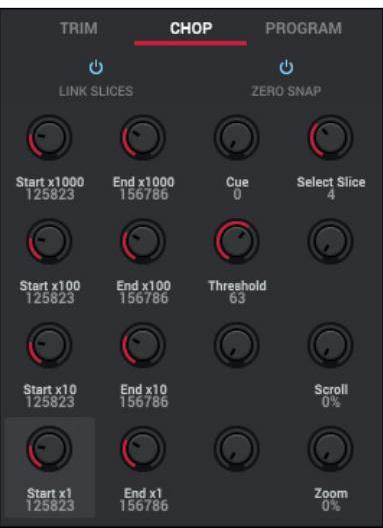 TRIM CHOP PROGRAM
LINK SLICES ZERO SNAP
Start x1000 End x1000 Cue Select Slice
125823 156786 0 4
Start x100 End x100 Threshold
125823 156786 63
Start x10 End x10 Scroll
125823 156786 0%
Start x1 End x1 Zoom
125823 156786 0%